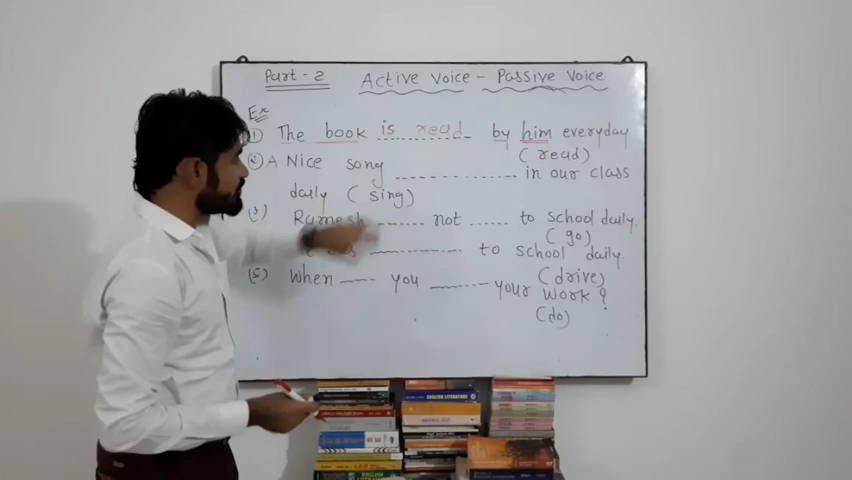 Part - 2 Active Voice - Passive Voice
Ex
(1) The book is read by him everyday
(read)
(2) A Nice song -------- in our class
daily (sing)
(3) Ramesh ------ not ------ to school daily.
(go)
-------- to school daily.
(drive)
(5) When ---- you ------- your work ?
(do)
ENGLISH LITERATURE